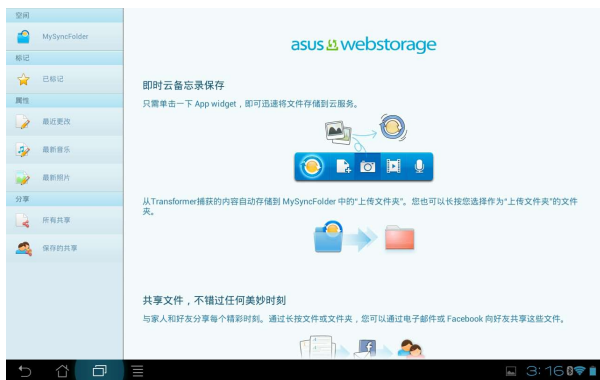 空间
MySyncFolder
标记
已标记
属性
最近更改
最新音乐
最新照片
分享
所有共享
保存的共享
asus webstorage
即时云备忘录保存
只需单击一下 App widget，即可迅速将文件存储到云服务。
从Transformer捕获的内容自动存储到 MySyncFolder 中的“上传文件夹”。您也可以长按您选择作为“上传文件夹”的文件
夹。
共享文件，不错过任何美妙时刻
与家人和好友分享每个精彩时刻。通过长按文件或文件夹，您可以通过电子邮件或 Facebook 向好友共享这些文件。
f
3:16